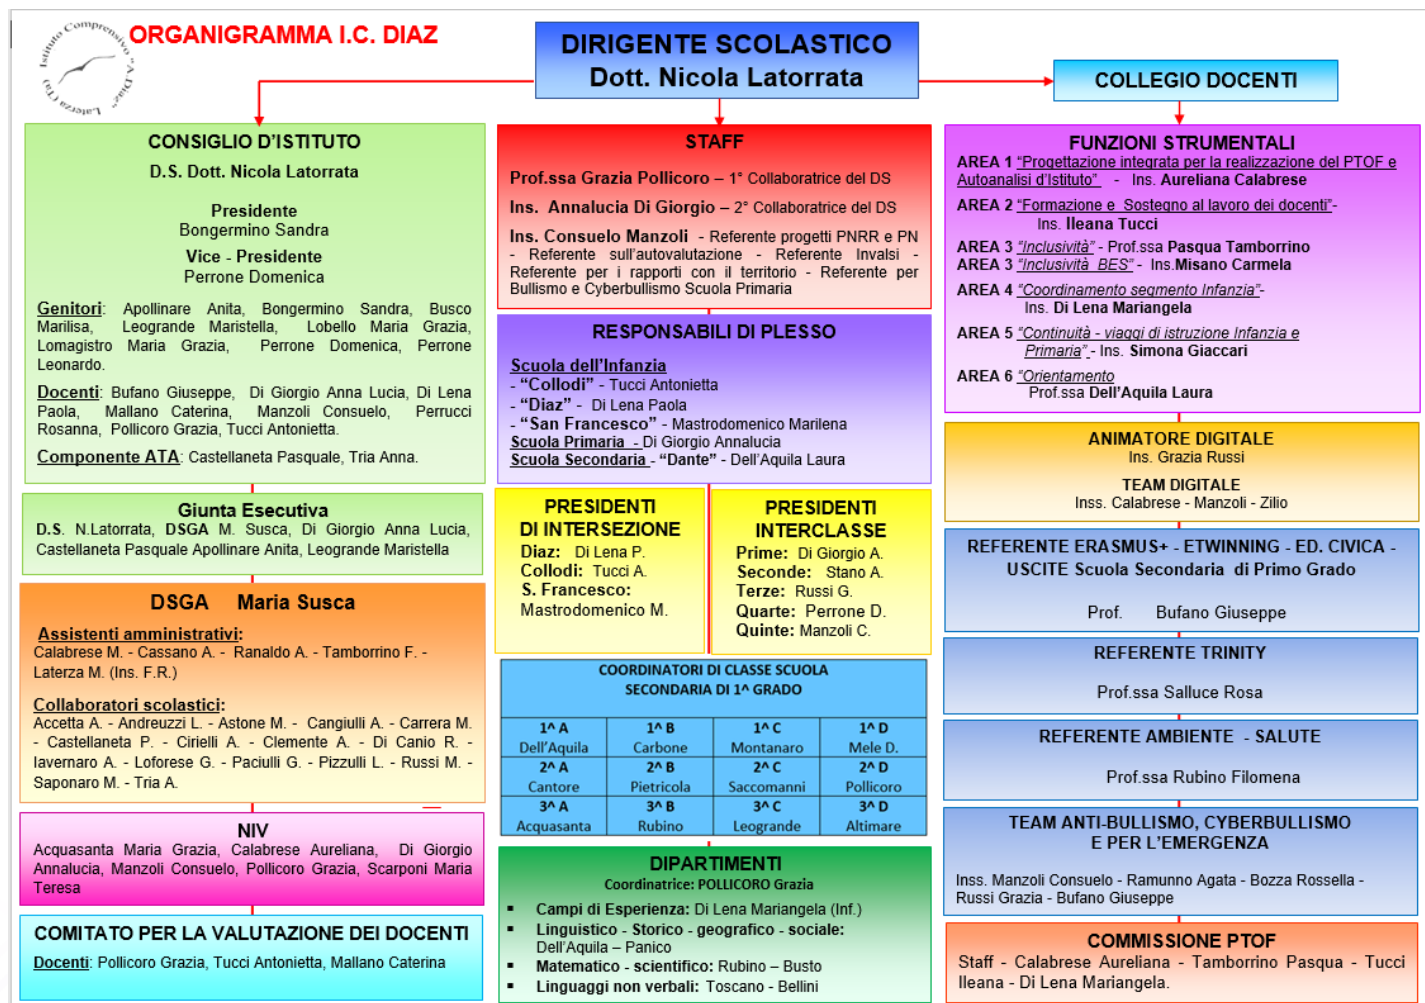 Istituto Comprensivo "A.Diaz" Laterza (Ta)
ORGANIGRAMMA I.C. DIAZ
DIRIGENTE SCOLASTICO
Dott. Nicola Latorrata
COLLEGIO DOCENTI
CONSIGLIO D'ISTITUTO
D.S. Dott. Nicola Latorrata
Presidente
Bongermino Sandra
Vice - Presidente
Perrone Domenica
Genitori: Apollinare Anita, Bongermino Sandra, Busco
Marilisa, Leogrande Maristella, Lobello Maria Grazia,
Lomagistro Maria Grazia, Perrone Domenica, Perrone
Leonardo.
Docenti: Bufano Giuseppe, Di Giorgio Anna Lucia, Di Lena
Paola, Mallano Caterina, Manzoli Consuelo, Perrucci
Rosanna, Pollicoro Grazia, Tucci Antonietta.
Componente ATA: Castellaneta Pasquale, Tria Anna.
Giunta Esecutiva
D.S. N.Latorrata, DSGA M. Susca, Di Giorgio Anna Lucia,
Castellaneta Pasquale Apollinare Anita, Leogrande Maristella
DSGA Maria Susca
Assistenti amministrativi:
Calabrese M. - Cassano A. - Ranaldo A. - Tamborrino F. -
Laterza M. (Ins. F.R.)
Collaboratori scolastici:
Accetta A. - Andreuzzi L. - Astone M. - Cangiulli A. - Carrera M.
- Castellaneta P. - Cirielli A. - Clemente A. - Di Canio R. -
Iavernaro A. - Loforese G. - Paciulli G. - Pizzulli L. - Russi M. -
Saponaro M. - Tria A.
NIV
Acquasanta Maria Grazia, Calabrese Aureliana, Di Giorgio
Annalucia, Manzoli Consuelo, Pollicoro Grazia, Scarponi Maria
Teresa
COMITATO PER LA VALUTAZIONE DEI DOCENTI
Docenti: Pollicoro Grazia, Tucci Antonietta, Mallano Caterina
STAFF
Prof.ssa Grazia Pollicoro – 1° Collaboratrice del DS
Ins. Annalucia Di Giorgio – 2° Collaboratrice del DS
Ins. Consuelo Manzoli - Referente progetti PNRR e PN
- Referente sull'autovalutazione - Referente Invalsi -
Referente per i rapporti con il territorio - Referente per
Bullismo e Cyberbullismo Scuola Primaria
RESPONSABILI DI PLESSO
Scuola dell'Infanzia
- "Collodi" - Tucci Antonietta
- "Diaz" - Di Lena Paola
- "San Francesco" - Mastrodomenico Marilena
Scuola Primaria - Di Giorgio Annalucia
Scuola Secondaria - "Dante" - Dell'Aquila Laura
PRESIDENTI
DI INTERSEZIONE
Diaz: Di Lena P.
Collodi: Tucci A.
S. Francesco:
Mastrodomenico M.
PRESIDENTI
INTERCLASSE
Prime: Di Giorgio A.
Seconde: Stano A.
Terze: Russi G.
Quarte: Perrone D.
Quinte: Manzoli C.
COORDINATORI DI CLASSE SCUOLA
SECONDARIA DI 1^ GRADO
1^ A 1^ B 1^ C 1^ D
Dell'Aquila Carbone Montanaro Mele D.
2^ A 2^ B 2^ C 2^ D
Cantore Pietricola Saccomanni Pollicoro
3^ A 3^ B 3^ C 3^ D
Acquasanta Rubino Leogrande Altimare
DIPARTIMENTI
Coordinatrice: POLLICORO Grazia
▪ Campi di Esperienza: Di Lena Mariangela (Inf.)
▪ Linguistico - Storico - geografico - sociale:
Dell'Aquila – Panico
▪ Matematico - scientifico: Rubino – Busto
▪ Linguaggi non verbali: Toscano - Bellini
FUNZIONI STRUMENTALI
AREA 1 "Progettazione integrata per la realizzazione del PTOF e
Autoanalisi d'Istituto" - Ins. Aureliana Calabrese
AREA 2 "Formazione e Sostegno al lavoro dei docenti"-
Ins. Ileana Tucci
AREA 3 "Inclusività" - Prof.ssa Pasqua Tamborrino
AREA 3 "Inclusività BES" - Ins.Misano Carmela
AREA 4 "Coordinamento segmento Infanzia"-
Ins. Di Lena Mariangela
AREA 5 "Continuità - viaggi di istruzione Infanzia e
Primaria" - Ins. Simona Giaccari
AREA 6 "Orientamento
Prof.ssa Dell'Aquila Laura
ANIMATORE DIGITALE
Ins. Grazia Russi
TEAM DIGITALE
Inss. Calabrese - Manzoli - Zilio
REFERENTE ERASMUS+ - ETWINNING - ED. CIVICA -
USCITE Scuola Secondaria di Primo Grado
Prof. Bufano Giuseppe
REFERENTE TRINITY
Prof.ssa Salluce Rosa
REFERENTE AMBIENTE - SALUTE
Prof.ssa Rubino Filomena
TEAM ANTI-BULLISMO, CYBERBULLISMO
E PER L'EMERGENZA
Inss. Manzoli Consuelo - Ramunno Agata - Bozza Rossella -
Russi Grazia - Bufano Giuseppe
COMMISSIONE PTOF
Staff - Calabrese Aureliana - Tamborrino Pasqua - Tucci
Ileana - Di Lena Mariangela.